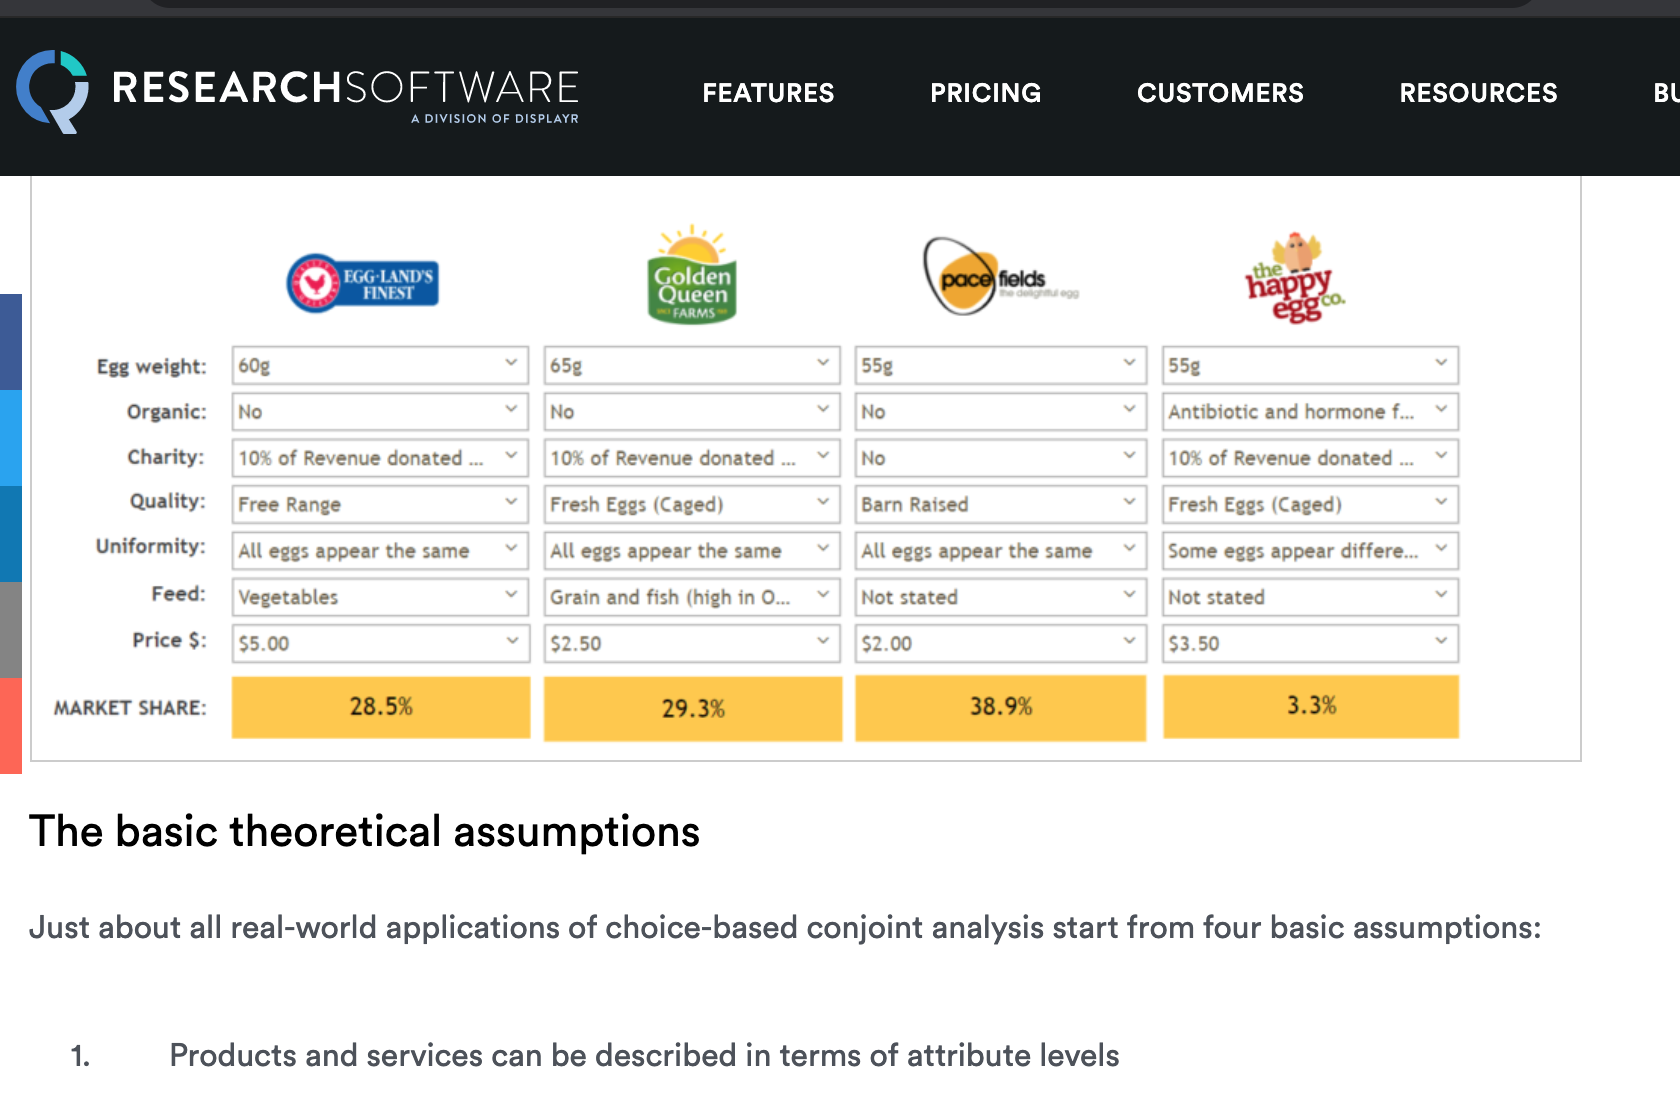 RESEARCHSOFTWARE
A DIVISION OF DISPLAYR
FEATURES PRICING CUSTOMERS RESOURCES BU
EGG·LAND'S FINEST
Golden Queen FARMS
pace fields the delightful egg
the happy egg co.
Egg weight: 60g 65g 55g 55g
Organic: No No No Antibiotic and hormone f...
Charity: 10% of Revenue donated ... 10% of Revenue donated ... No 10% of Revenue donated ...
Quality: Free Range Fresh Eggs (Caged) Barn Raised Fresh Eggs (Caged)
Uniformity: All eggs appear the same All eggs appear the same All eggs appear the same Some eggs appear differe...
Feed: Vegetables Grain and fish (high in O... Not stated Not stated
Price $: $5.00 $2.50 $2.00 $3.50
MARKET SHARE: 28.5% 29.3% 38.9% 3.3%
The basic theoretical assumptions
Just about all real-world applications of choice-based conjoint analysis start from four basic assumptions:
1. Products and services can be described in terms of attribute levels